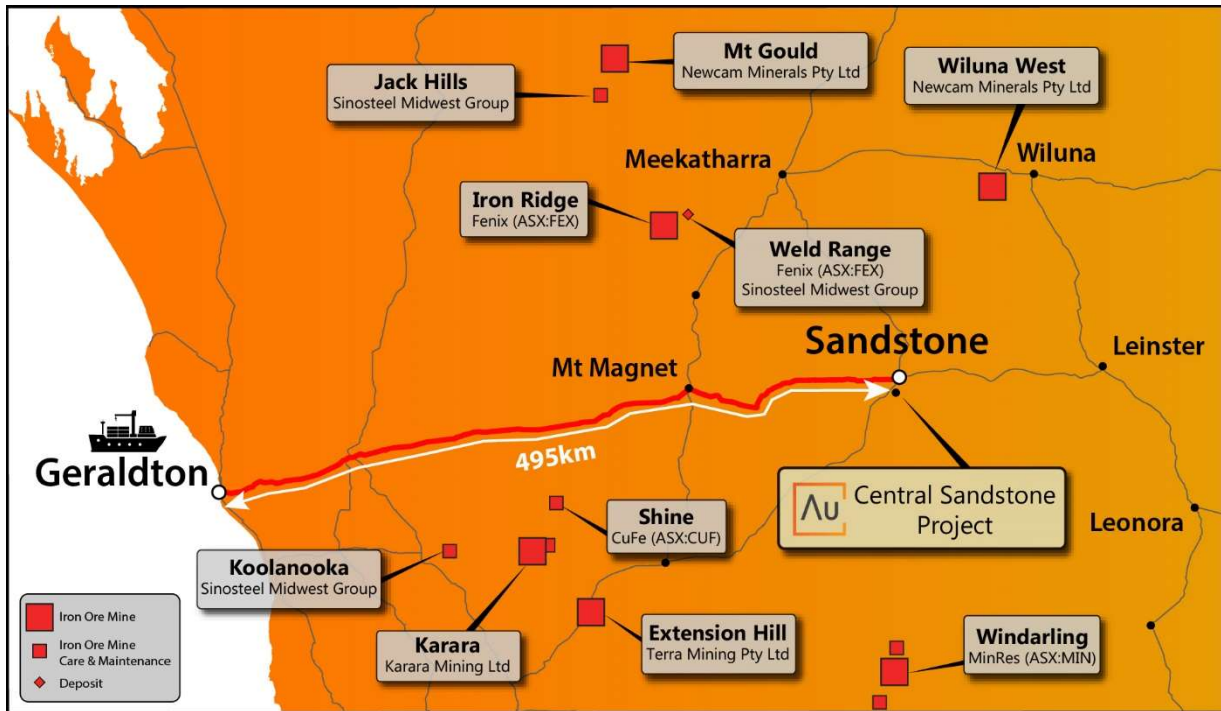 Mt Gould
Newcam Minerals Pty Ltd
Jack Hills
Sinosteel Midwest Group
Wiluna West
Newcam Minerals Pty Ltd
Meekatharra
Wiluna
Iron Ridge
Fenix (ASX:FEX)
Weld Range
Fenix (ASX:FEX)
Sinosteel Midwest Group
Sandstone
Leinster
Mt Magnet
495km
Geraldton
Au
Central Sandstone
Project
Leonora
Shine
CuFe (ASX:CUF)
Koolanooka
Sinosteel Midwest Group
Karara
Karara Mining Ltd
Extension Hill
Terra Mining Pty Ltd
Windarling
MinRes (ASX:MIN)
Iron Ore Mine
Iron Ore Mine
Care & Maintenance
Deposit